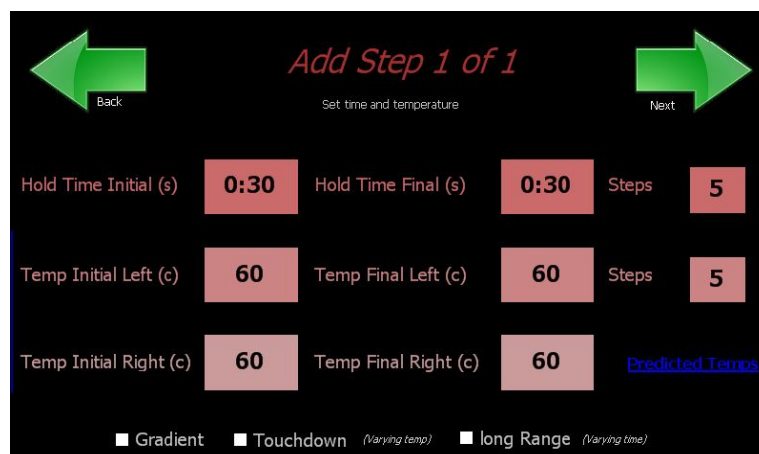 Add Step 1 of 1
Back
Set time and temperature
Next
Hold Time Initial (s) 0:30 Hold Time Final (s) 0:30 Steps 5
Temp Initial Left (c) 60 Temp Final Left (c) 60 Steps 5
Temp Initial Right (c) 60 Temp Final Right (c) 60 Predicted Temps
Gradient Touchdown (Varying temp) long Range (Varying time)